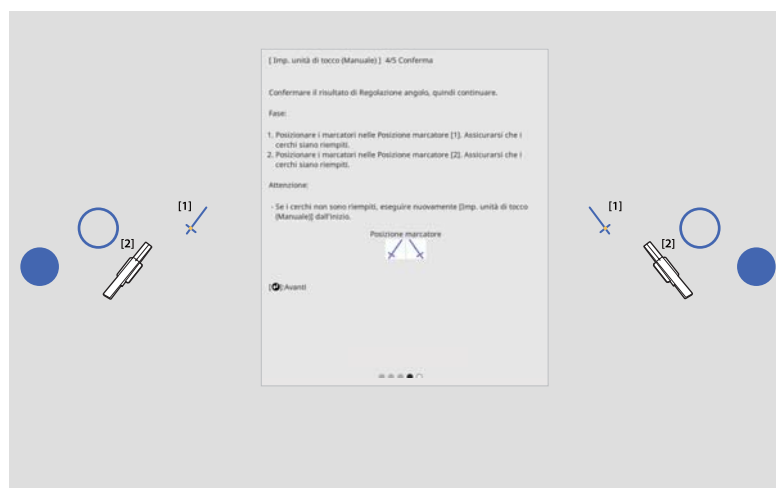 [ Imp. unità di tocco (Manuale) ] 4/5 Conferma
Confermare il risultato di Regolazione angolo, quindi continuare.
Fase:
1. Posizionare i marcatori nelle Posizione marcatore [1]. Assicurarsi che i
cerchi siano riempiti.
2. Posizionare i marcatori nelle Posizione marcatore [2]. Assicurarsi che i
cerchi siano riempiti.
Attenzione:
- Se i cerchi non sono riempiti, eseguire nuovamente [Imp. unità di tocco
(Manuale)] dall'inizio.
Posizione marcatore
[ ]:Avanti
[1]
[2]
[1]
[2]